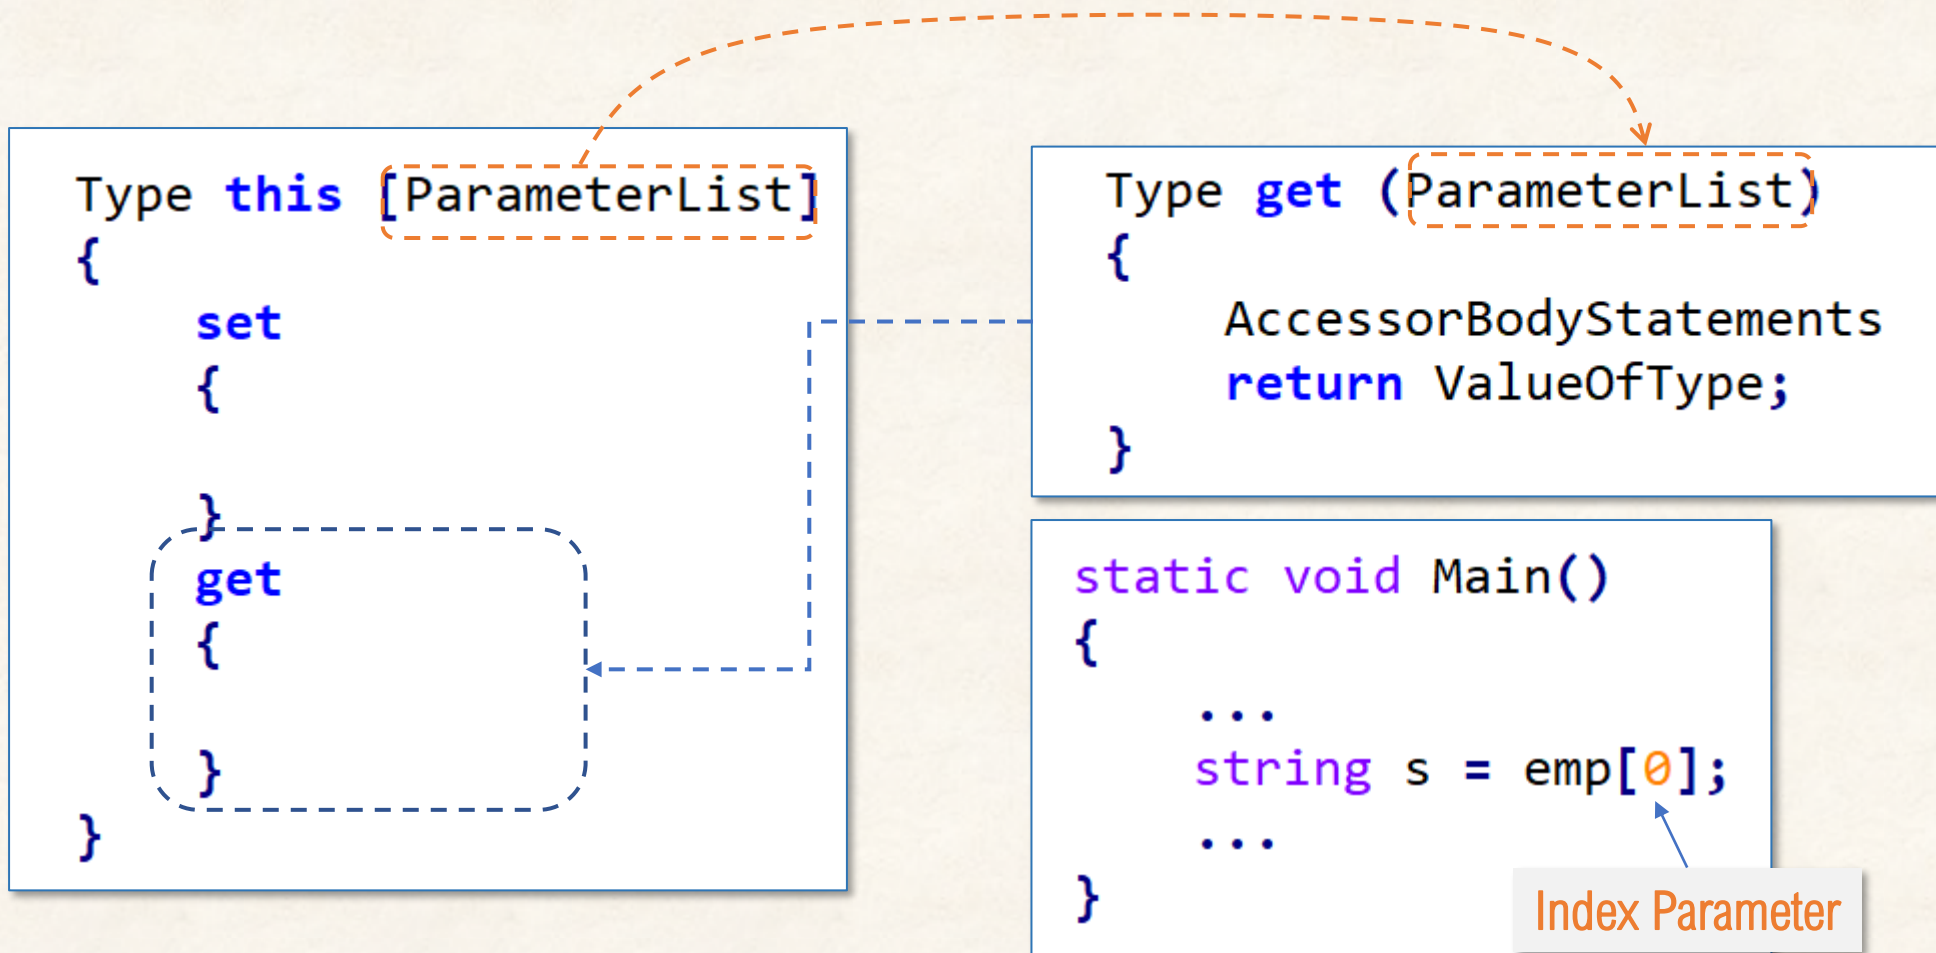 Type this [ParameterList]
{
set
{
}
get
{
}
}
Type get (ParameterList)
{
AccessorBodyStatements
return ValueOfType;
}
static void Main()
{
...
string s = emp[0];
...
}
Index Parameter